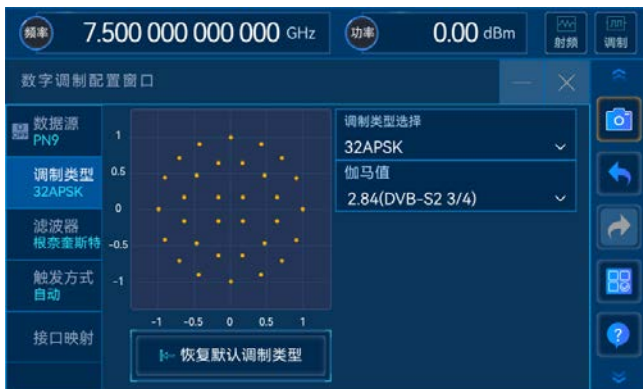 频率 7.500 000 000 000 GHz 功率 0.00 dBm 射频 调制
数字调制配置窗口
数据源
OFF PN9
调制类型
32APSK
滤波器
根奈奎斯特
触发方式
自动
接口映射
1
0.5
0
-0.5
-1
-1 -0.5 0 0.5 1
恢复默认调制类型
调制类型选择
32APSK
伽马值
2.84(DVB-S2 3/4)
?